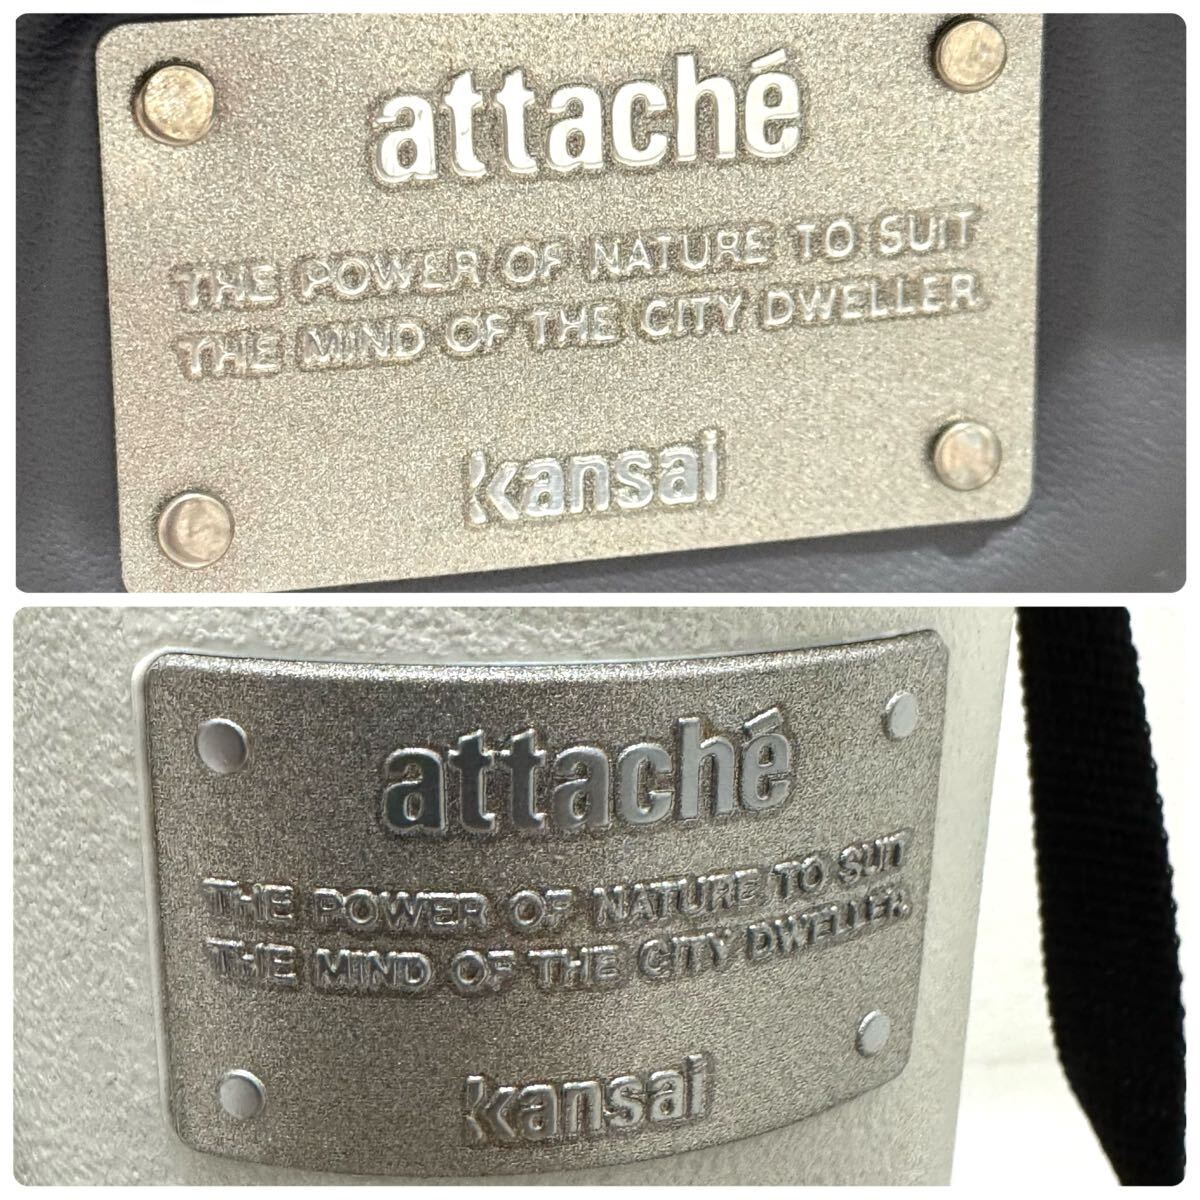 attaché
THE POWER OF NATURE TO SUIT
THE MIND OF THE CITY DWELLER.
kansai
attaché
THE POWER OF NATURE TO SUIT
THE MIND OF THE CITY DWELLER.
kansai